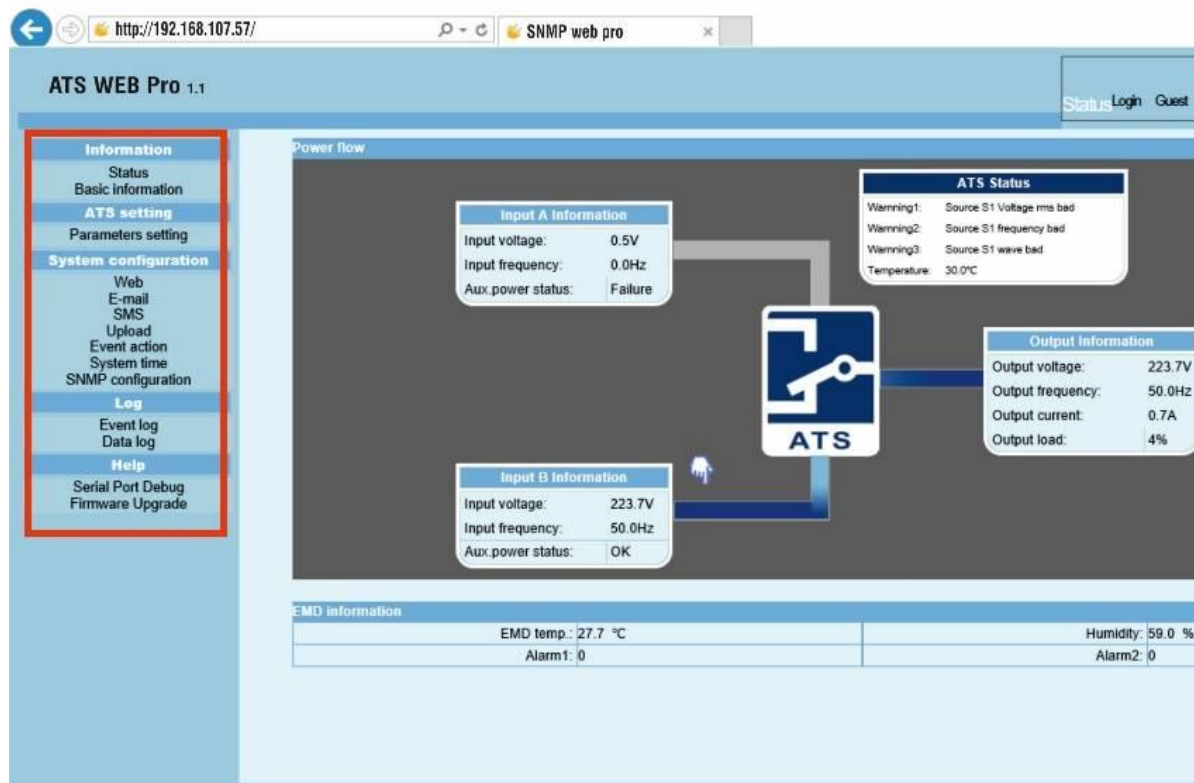 http://192.168.107.57/
SNMP web pro
ATS WEB Pro 1.1
Status Login Guest
Information
Status
Basic information
ATS setting
Parameters setting
System configuration
Web
E-mail
SMS
Upload
Event action
System time
SNMP configuration
Log
Event log
Data log
Help
Serial Port Debug
Firmware Upgrade
Power flow
Input A Information
Input voltage: 0.5V
Input frequency: 0.0Hz
Aux.power status: Failure
ATS Status
Warnning1: Source S1 Voltage rms bad
Warnning2: Source S1 frequency bad
Warnning3: Source S1 wave bad
Temperature: 30.0°C
ATS
Output Information
Output voltage: 223.7V
Output frequency: 50.0Hz
Output current: 0.7A
Output load: 4%
Input B Information
Input voltage: 223.7V
Input frequency: 50.0Hz
Aux.power status: OK
EMD information
EMD temp.: 27.7 °C Humidity: 59.0 %
Alarm1: 0 Alarm2: 0